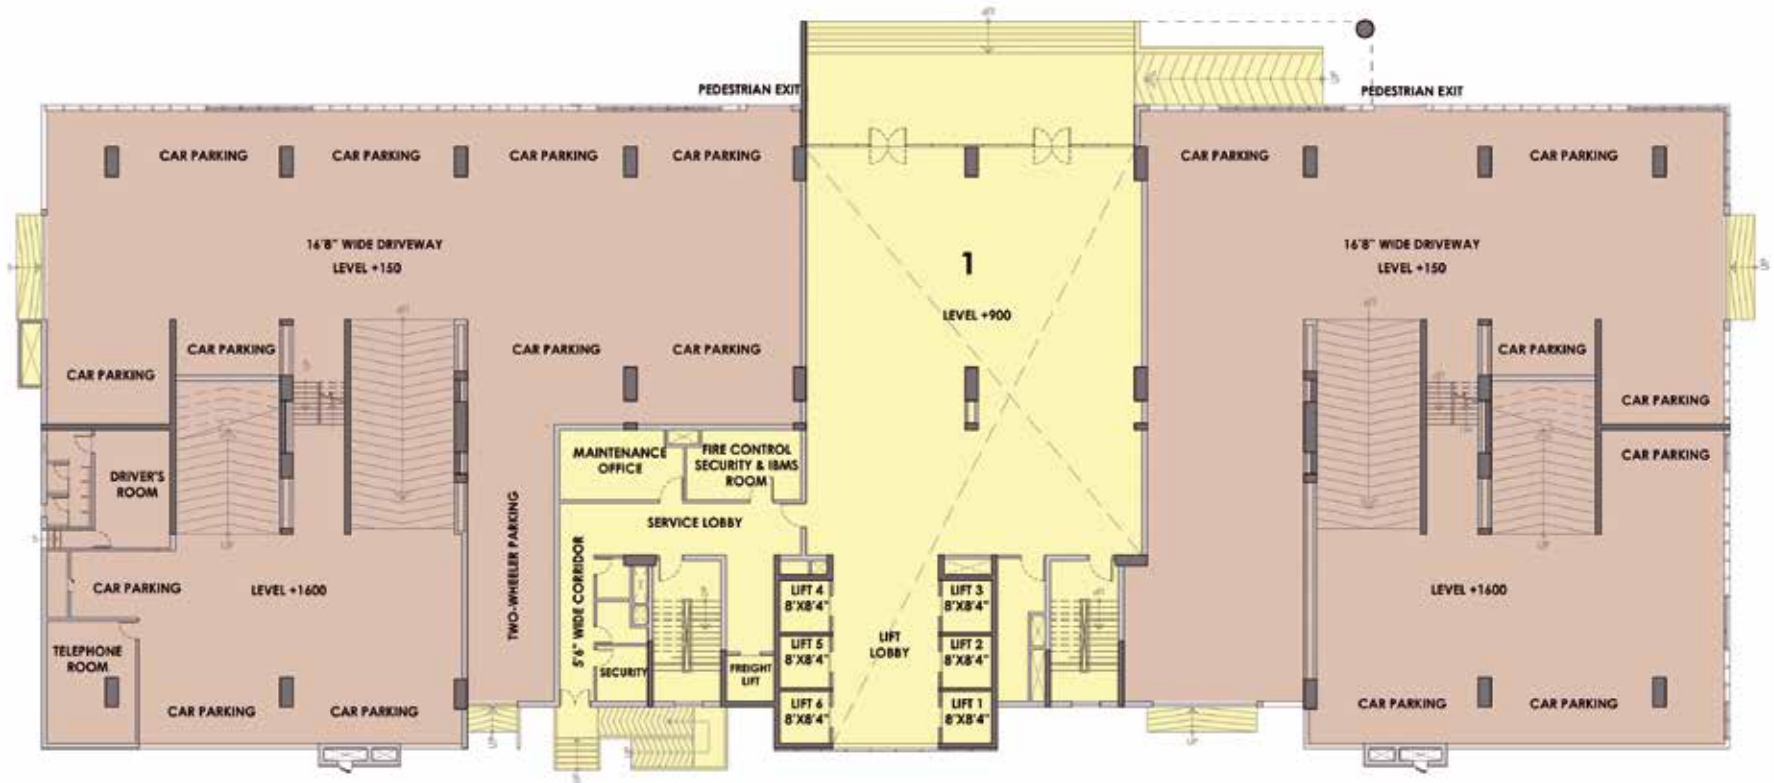 PEDESTRIAN EXIT
PEDESTRIAN EXIT
CAR PARKING
CAR PARKING
CAR PARKING
CAR PARKING
CAR PARKING
CAR PARKING
16'8" WIDE DRIVEWAY
LEVEL +150
1
LEVEL +900
16'8" WIDE DRIVEWAY
LEVEL +150
CAR PARKING
CAR PARKING
CAR PARKING
CAR PARKING
CAR PARKING
CAR PARKING
DRIVER'S
ROOM
MAINTENANCE
OFFICE
FIRE CONTROL
SECURITY & IBMS
ROOM
CAR PARKING
SERVICE LOBBY
TWO-WHEELER PARKING
5'6" WIDE CORRIDOR
CAR PARKING
LEVEL +1600
LIFT 4
8'X8'4"
LIFT 3
8'X8'4"
LEVEL +1600
TELEPHONE
ROOM
SECURITY
FREIGHT
LIFT
LIFT 5
8'X8'4"
LIFT
LOBBY
LIFT 2
8'X8'4"
CAR PARKING
CAR PARKING
LIFT 6
8'X8'4"
LIFT 1
8'X8'4"
CAR PARKING
CAR PARKING